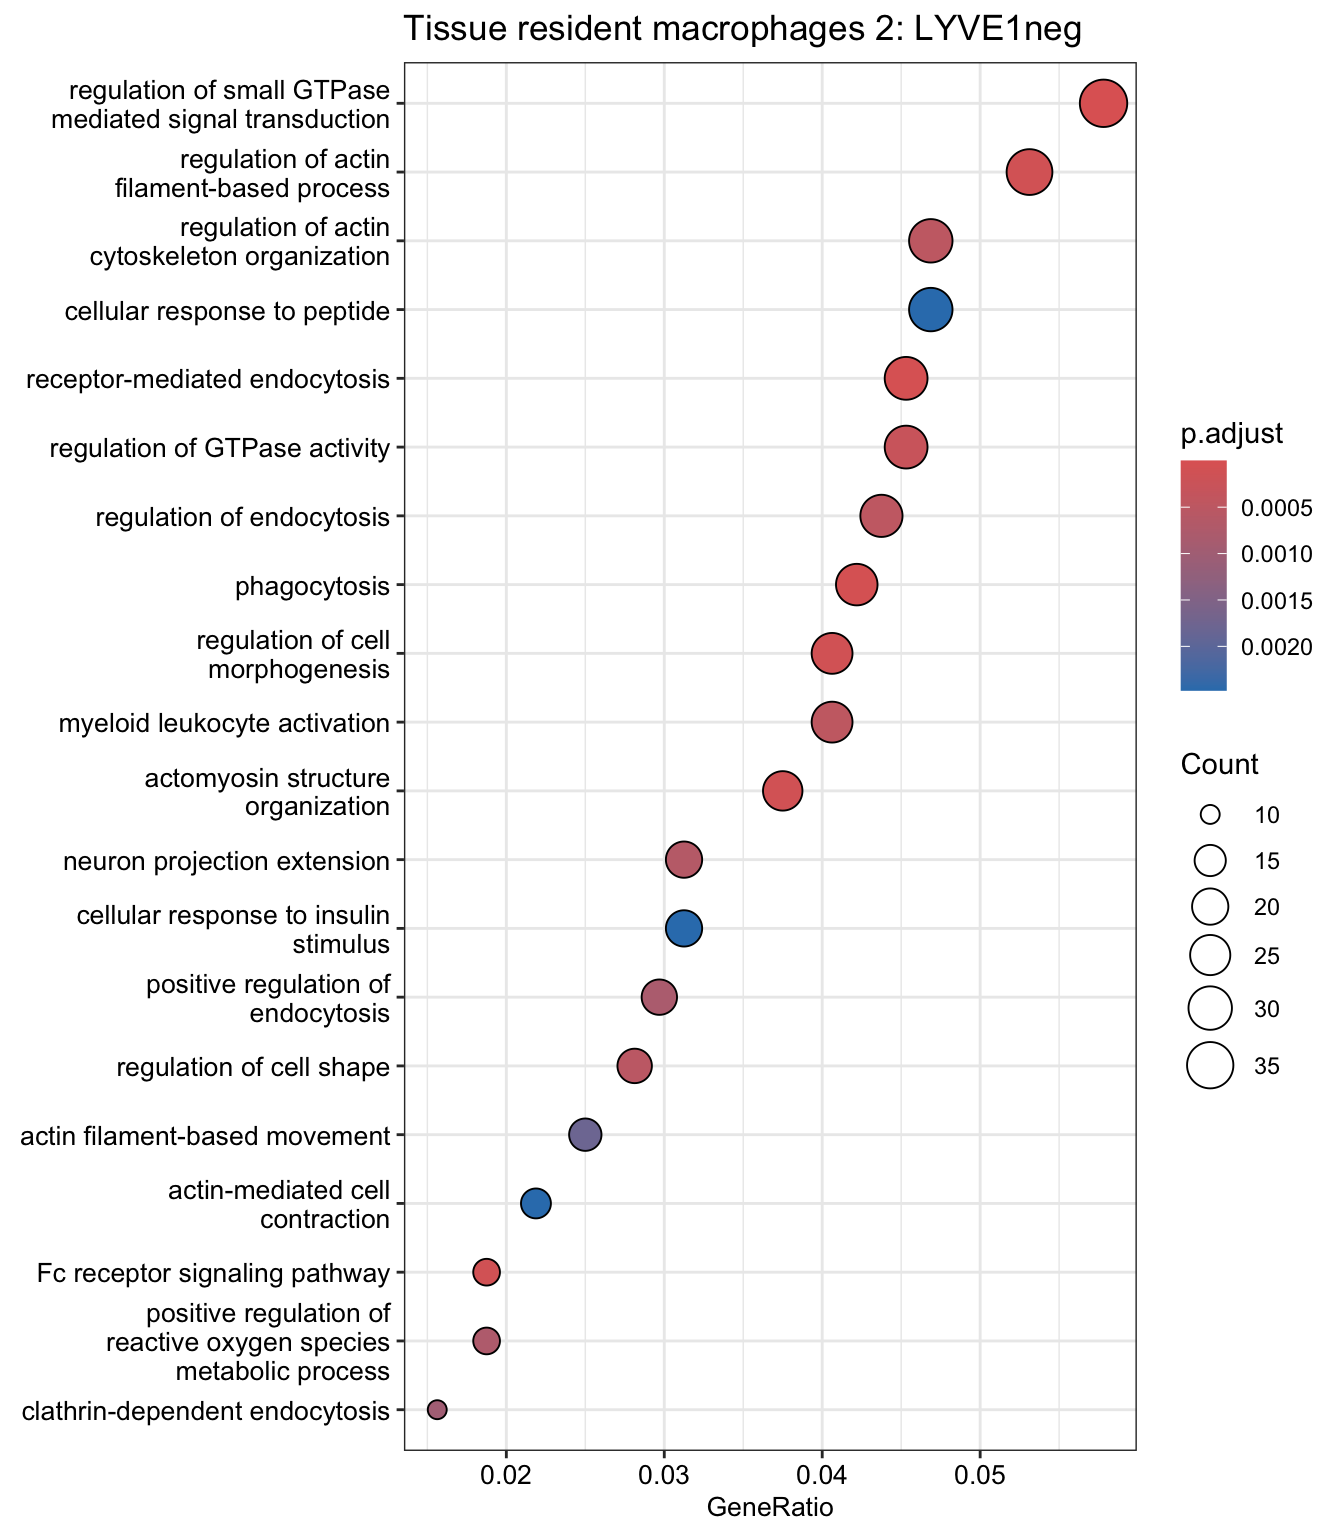 Tissue resident macrophages 2: LYVE1neg
regulation of small GTPase
mediated signal transduction
regulation of actin
filament-based process
regulation of actin
cytoskeleton organization
cellular response to peptide
receptor-mediated endocytosis
regulation of GTPase activity
regulation of endocytosis
phagocytosis
regulation of cell
morphogenesis
myeloid leukocyte activation
actomyosin structure
organization
neuron projection extension
cellular response to insulin
stimulus
positive regulation of
endocytosis
regulation of cell shape
actin filament-based movement
actin-mediated cell
contraction
Fc receptor signaling pathway
positive regulation of
reactive oxygen species
metabolic process
clathrin-dependent endocytosis
0.02 0.03 0.04 0.05
GeneRatio
p.adjust
0.0005
0.0010
0.0015
0.0020
Count
10
15
20
25
30
35